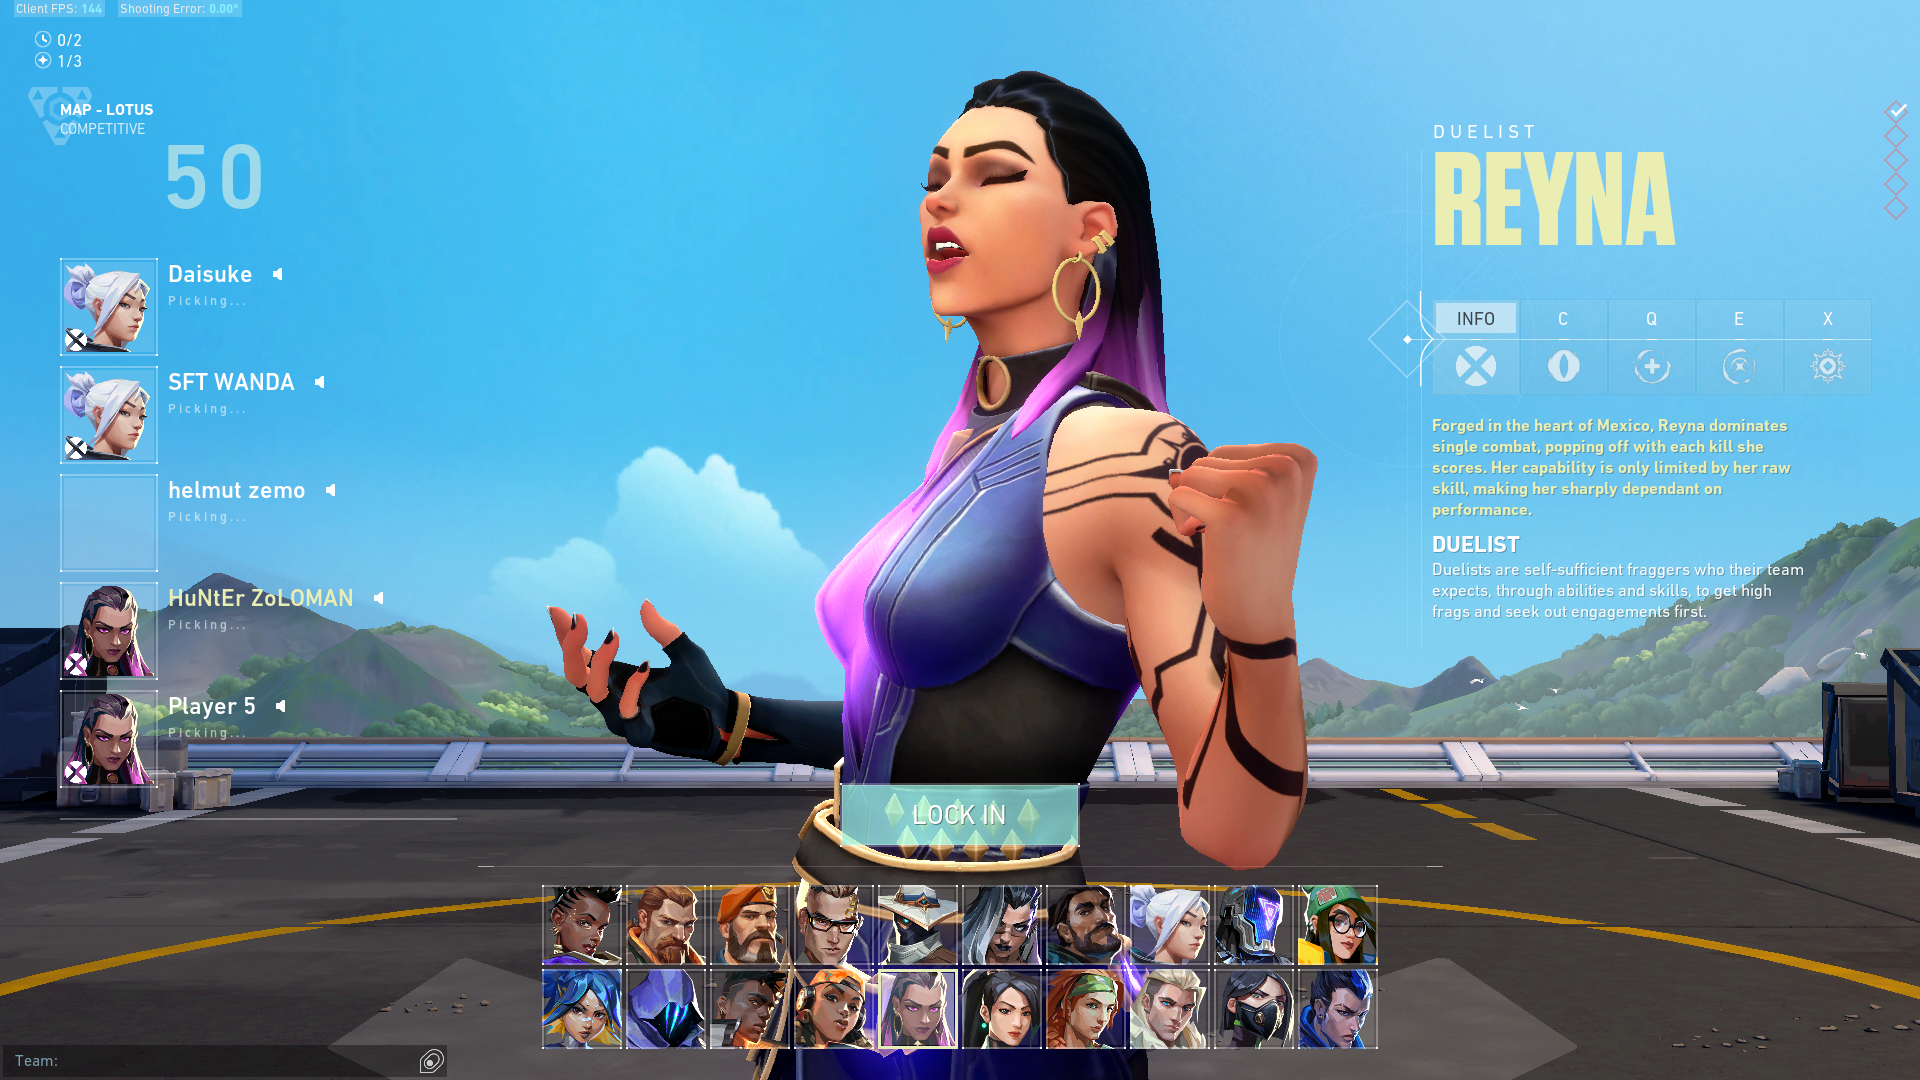 Client FPS: 144 Shooting Error: 0.00°
0/2
1/3
MAP - LOTUS
COMPETITIVE
50
Daisuke
Picking...
SFT WANDA
Picking...
helmut zemo
Picking...
HuNtEr ZoLOMAN
Picking...
Player 5
Picking...
DUELIST
REYNA
INFO C Q E X
Forged in the heart of Mexico, Reyna dominates
single combat, popping off with each kill she
scores. Her capability is only limited by her raw
skill, making her sharply dependant on
performance.
DUELIST
Duelists are self-sufficient fraggers who their team
expects, through abilities and skills, to get high
frags and seek out engagements first.
LOCK IN
Team: